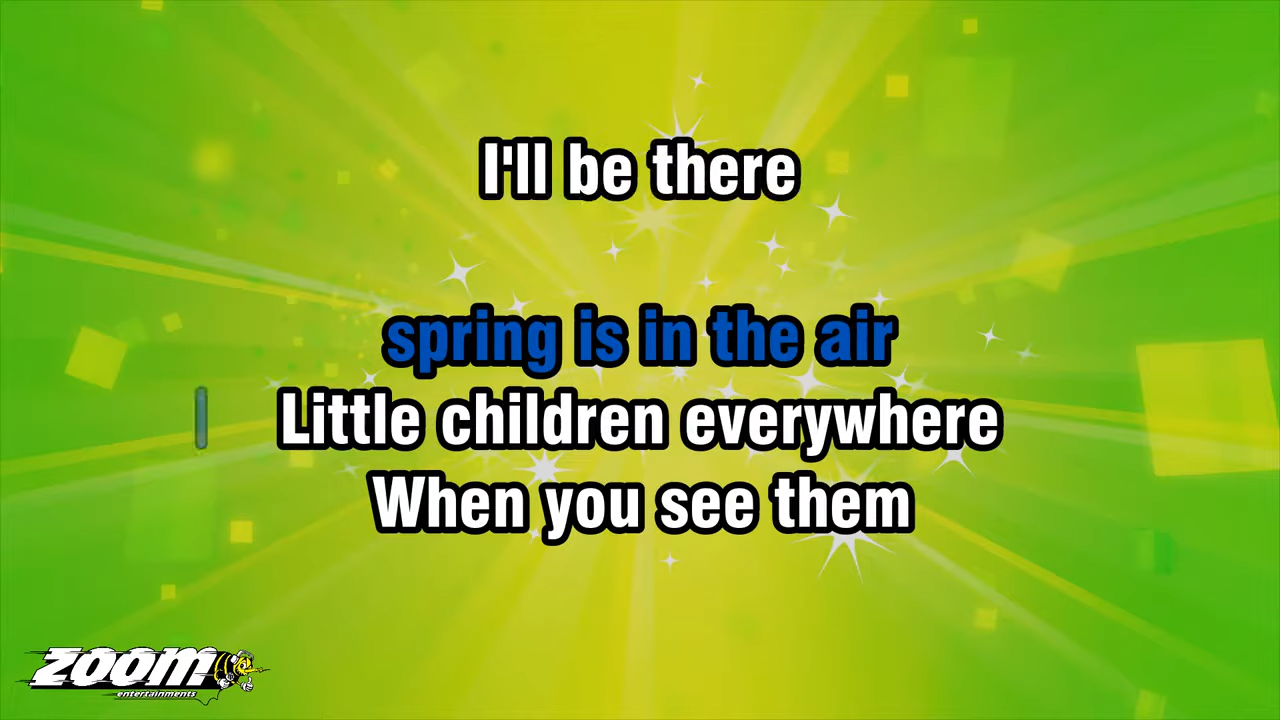 I'll be there
spring is in the air
Little children everywhere
When you see them
ZOOM
entertainments